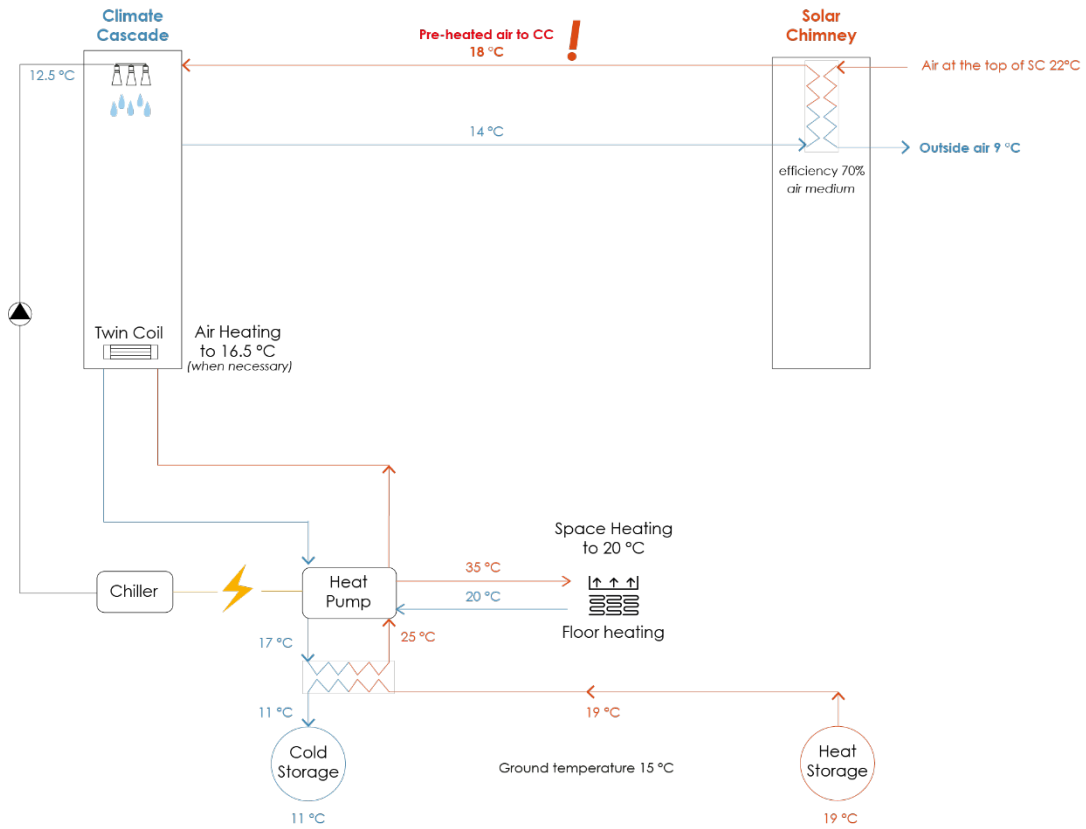 Climate
Cascade
Solar
Chimney
Pre-heated air to CC
18 °C
!
12.5 °C
Air at the top of SC 22°C
14 °C
Outside air 9 °C
efficiency 70%
air medium
Twin Coil
Air Heating
to 16.5 °C
(when necessary)
Space Heating
to 20 °C
Chiller
Heat
Pump
35 °C
20 °C
Floor heating
17 °C
25 °C
11 °C
19 °C
Cold
Storage
Ground temperature 15 °C
Heat
Storage
11 °C
19 °C